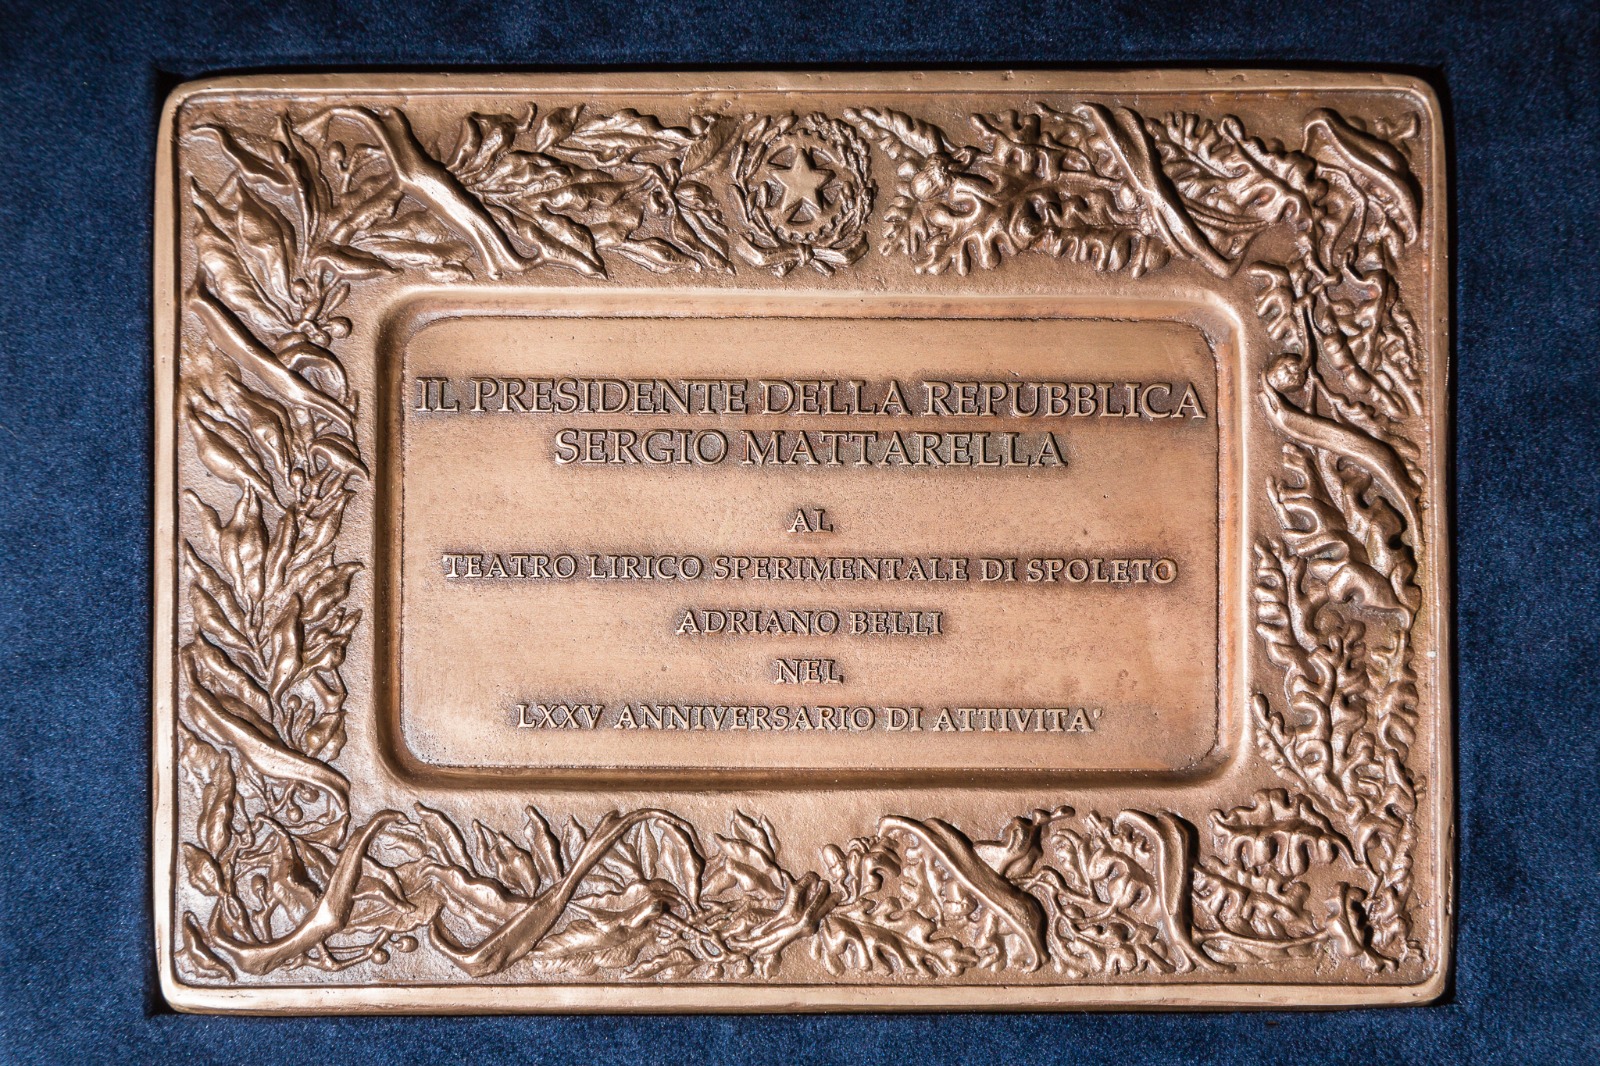 IL PRESIDENTE DELLA REPUBBLICA
SERGIO MATTARELLA
AL
TEATRO LIRICO SPERIMENTALE DI SPOLETO
ADRIANO BELLI
NEL
LXXV ANNIVERSARIO DI ATTIVITA'